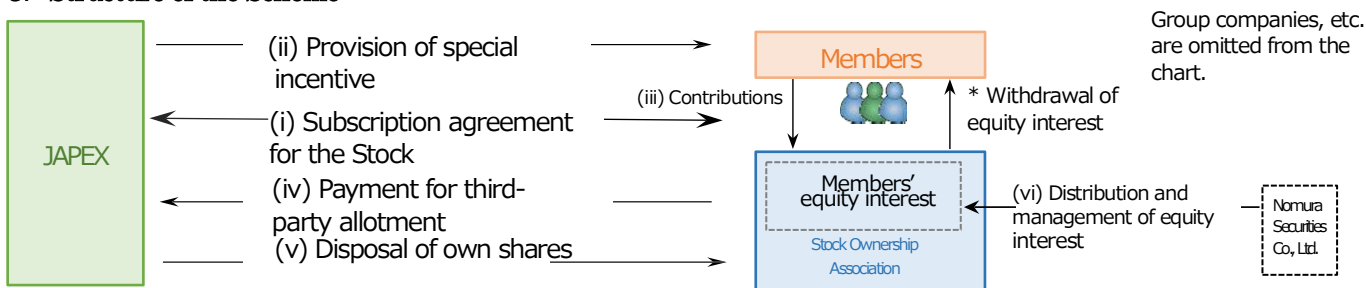 Group companies, etc.
are omitted from the
chart.
(ii) Provision of special
incentive
Members
(iii) Contributions
* Withdrawal of
equity interest
(i) Subscription agreement
for the Stock
JAPEX
(iv) Payment for third-
party allotment
Members'
equity interest
(vi) Distribution and
management of equity
interest
Nomura
Securities
Co., Ltd.
(v) Disposal of own shares
Stock Ownership
Association